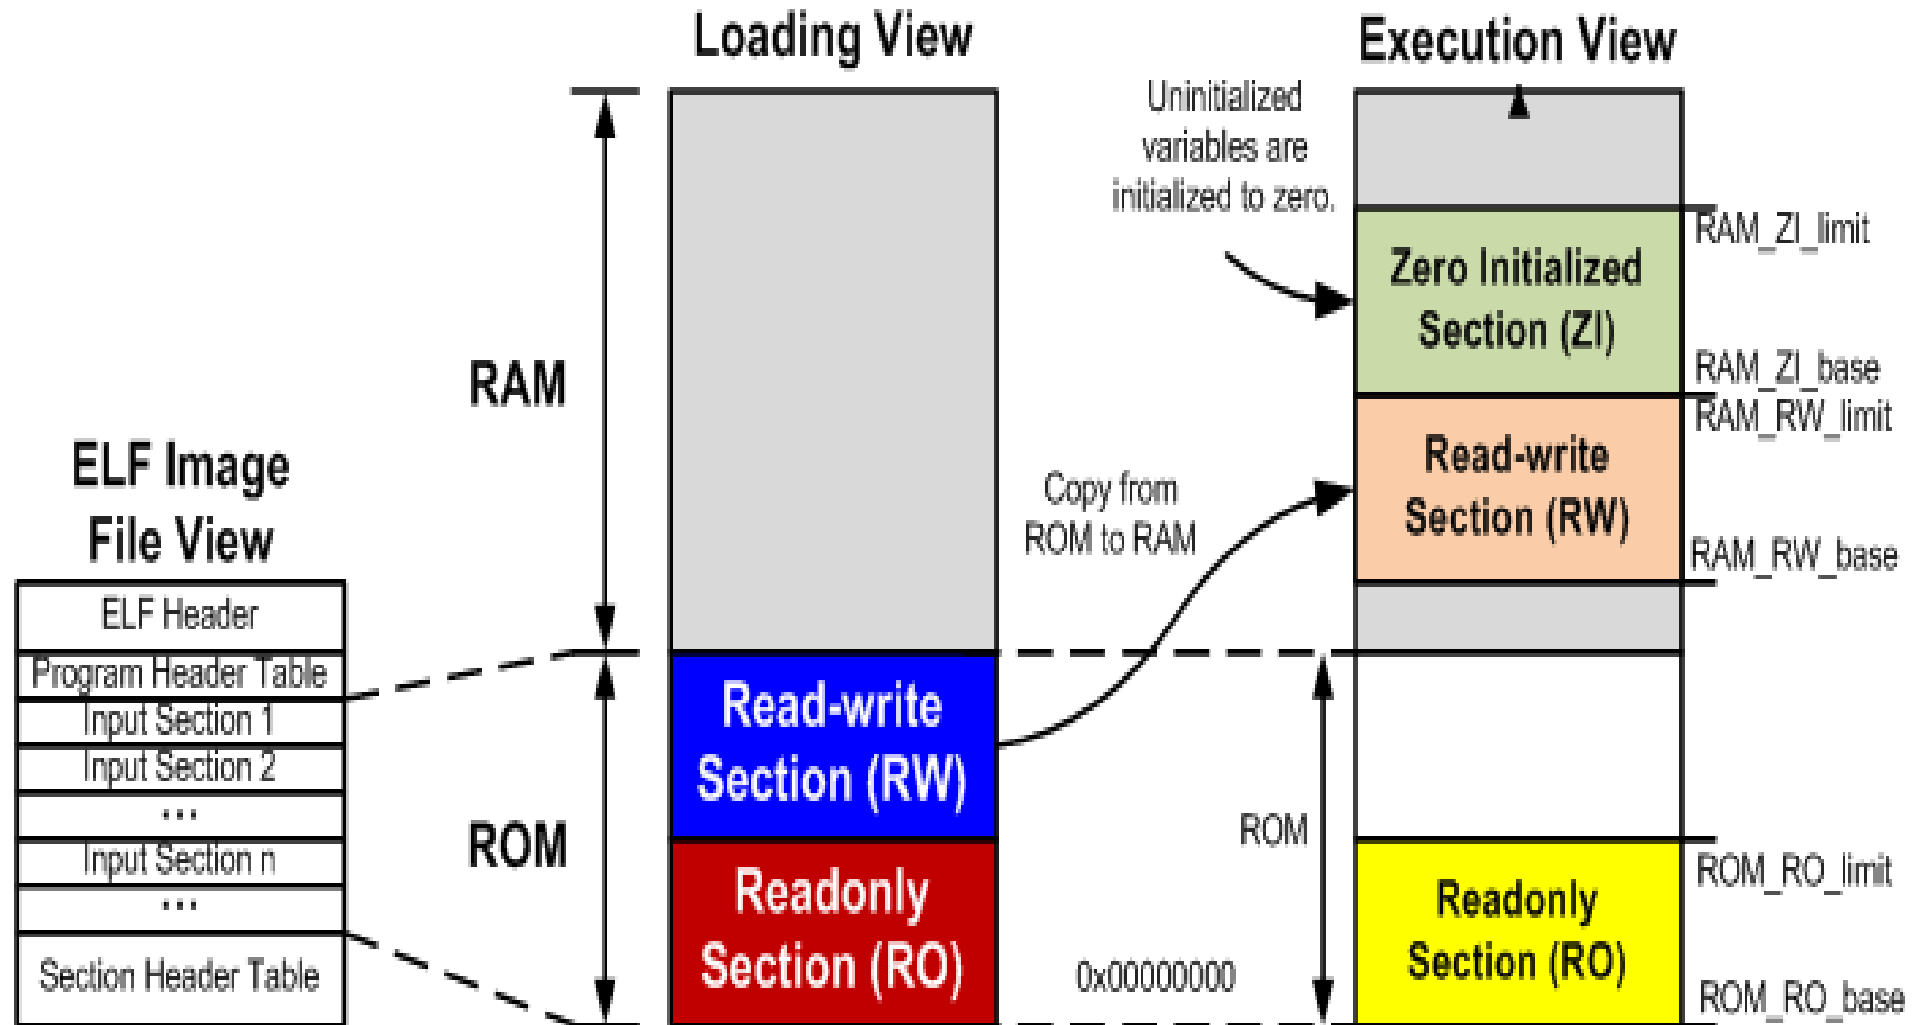 Loading View
Execution View
Uninitialized
variables are
initialized to zero.
RAM_ZI_limit
Zero Initialized
Section (ZI)
RAM_ZI_base
RAM_RW_limit
RAM
Read-write
Section (RW)
Copy from
ROM to RAM
RAM_RW_base
ELF Image
File View
ELF Header
Program Header Table
Input Section 1
Input Section 2
...
Input Section n
...
Section Header Table
Read-write
Section (RW)
ROM
Readonly
Section (RO)
0x00000000
ROM
ROM_RO_limit
Readonly
Section (RO)
ROM_RO_base